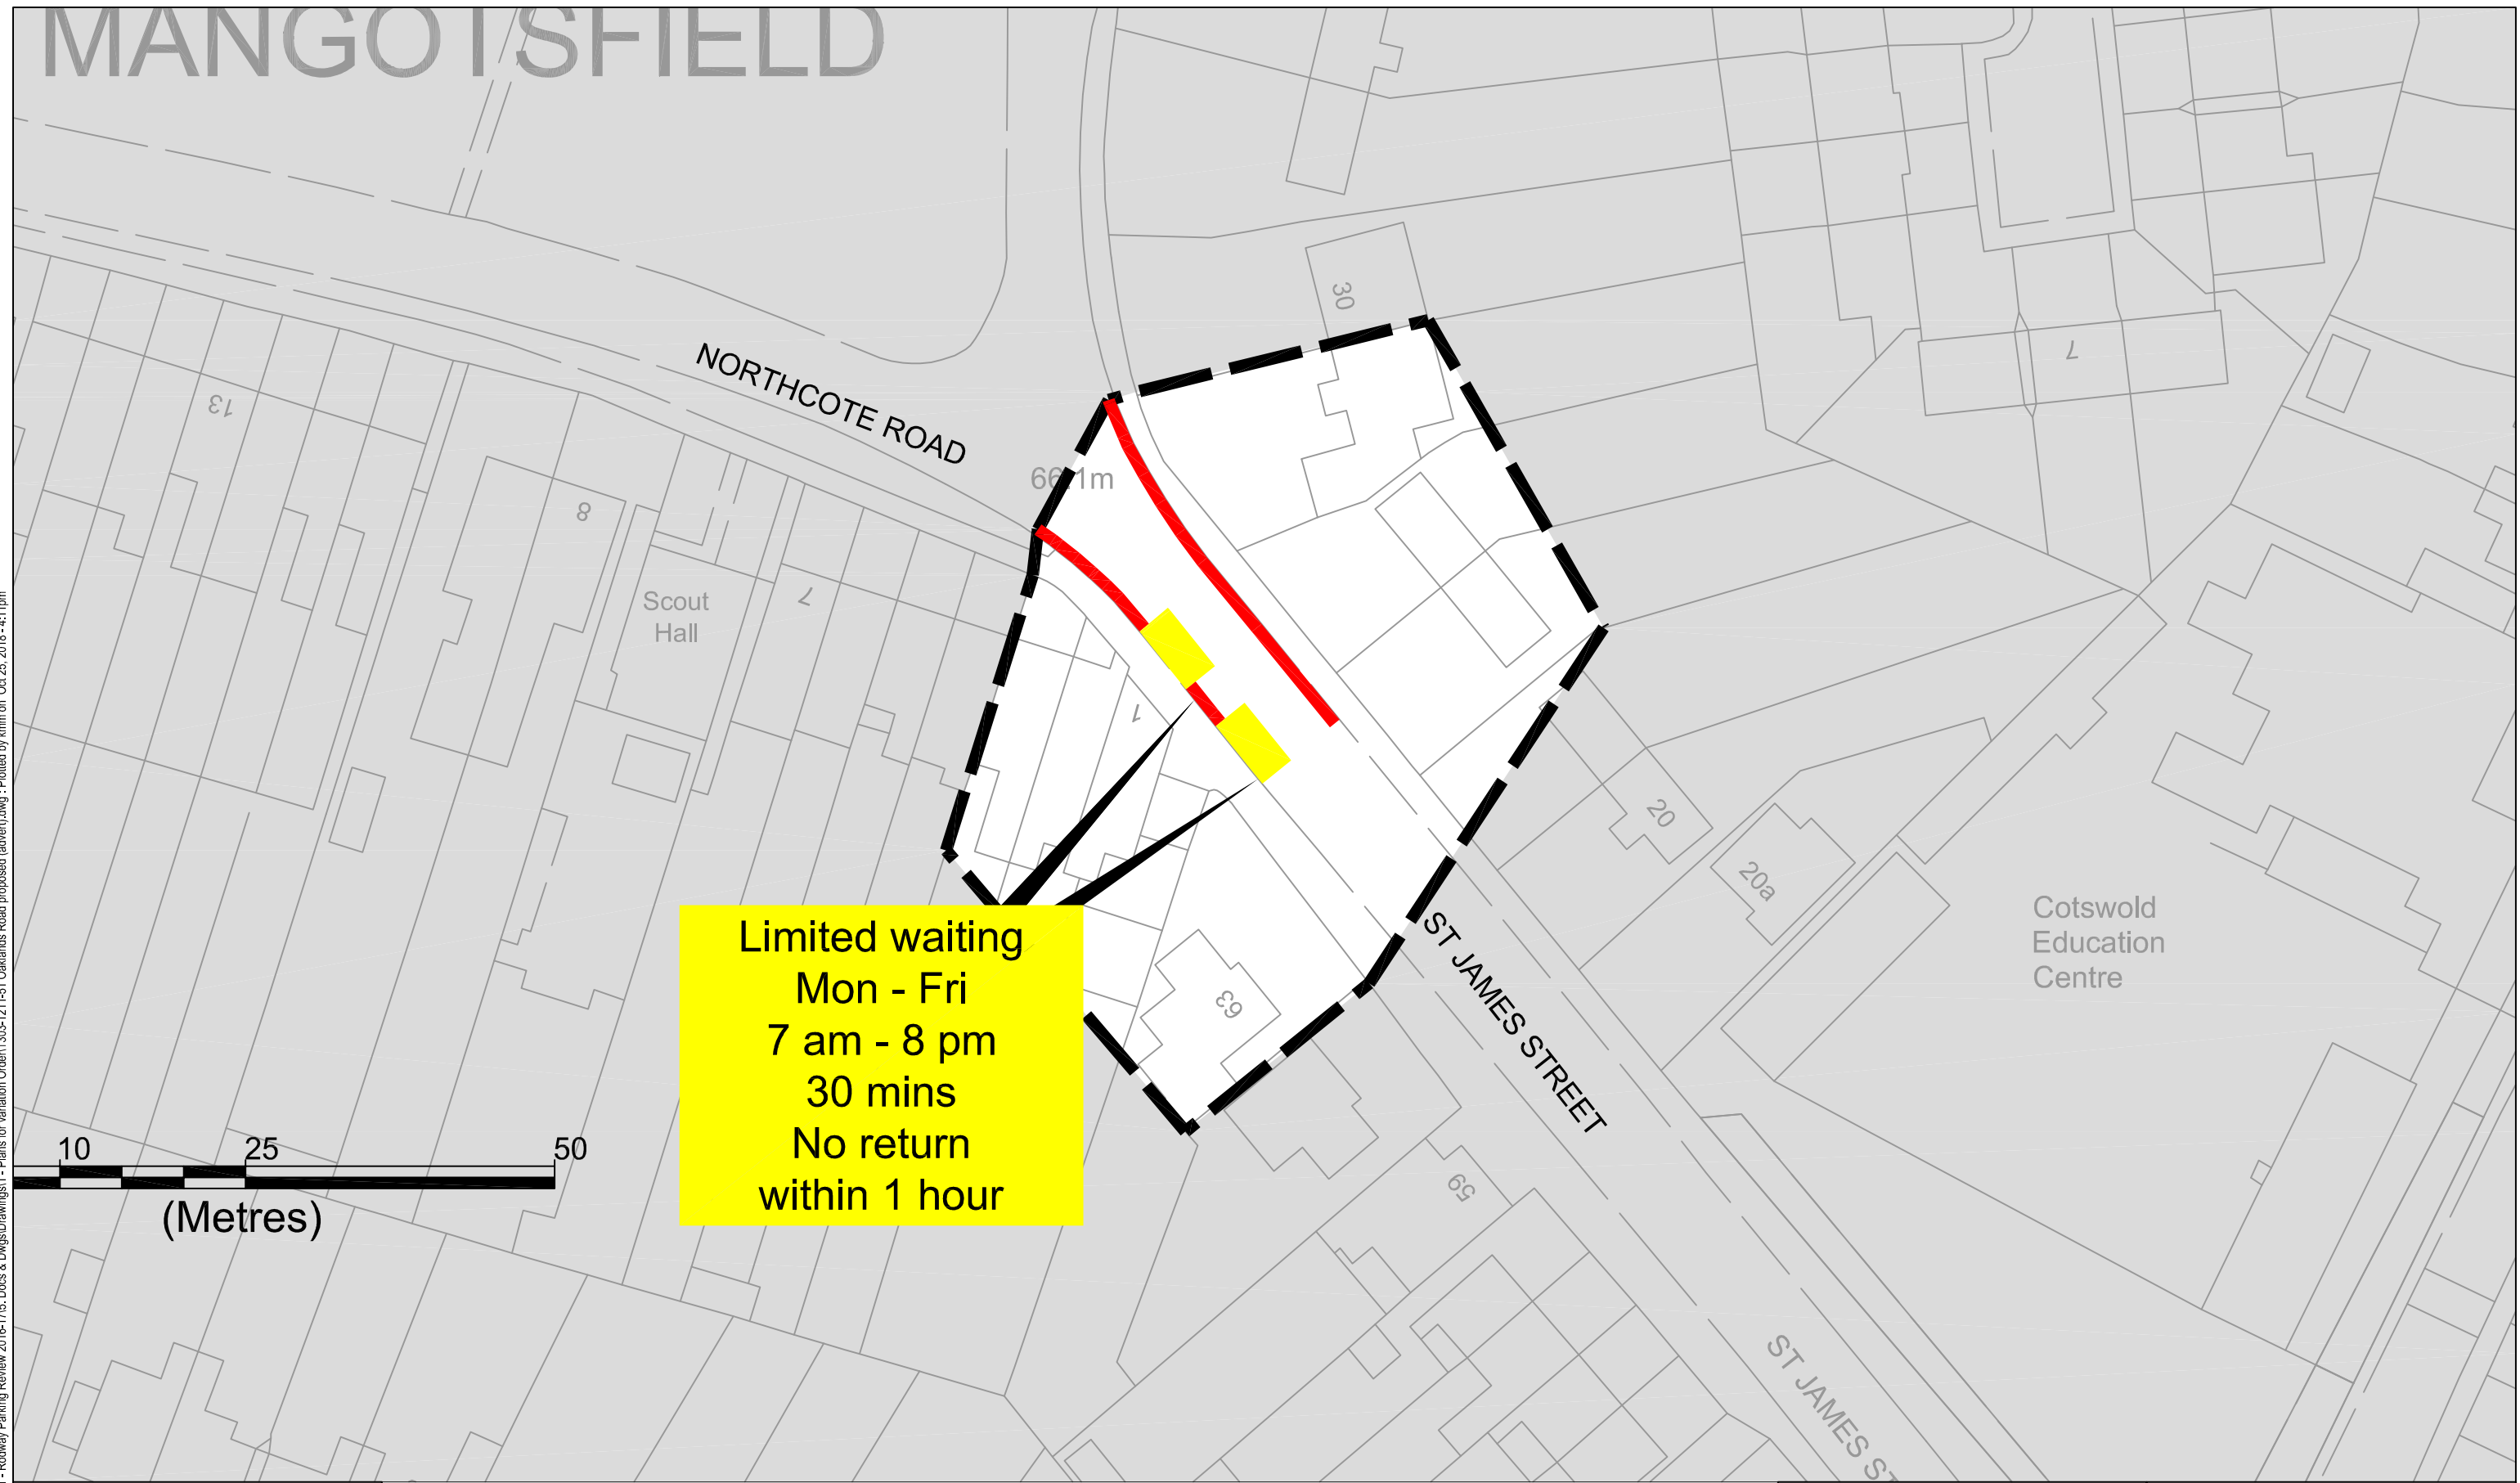 MANGOTSFIELD
NORTHCOTE ROAD
30
66.1m
13
8
7
Scout
Hall
7
1
20
20a
Cotswold
Education
Centre
ST JAMES STREET
63
59
Limited waiting
Mon - Fri
7 am - 8 pm
30 mins
No return
within 1 hour
10 25 50
(Metres)
ST JAMES ST